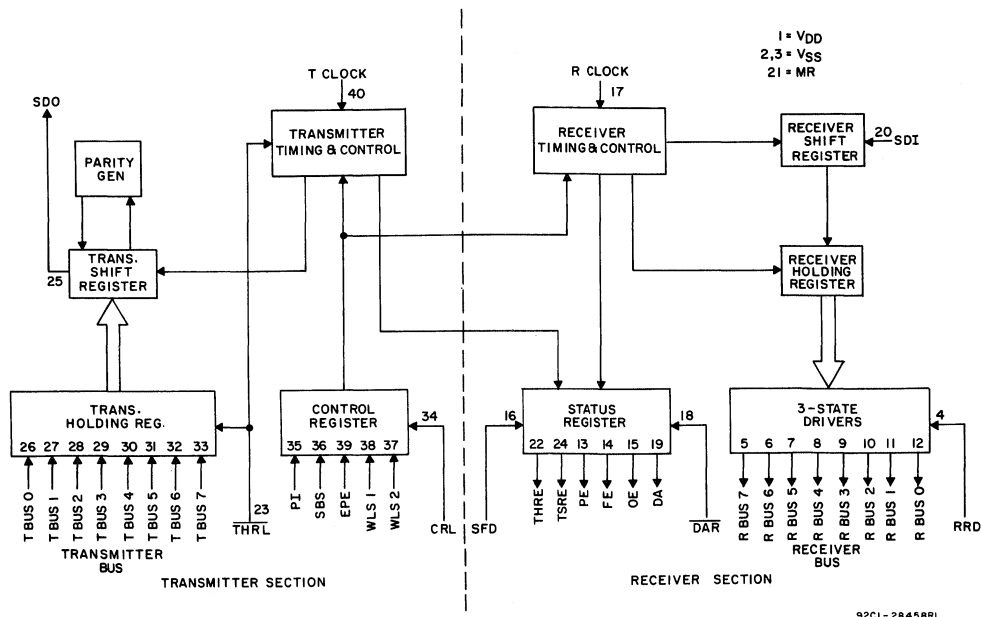 1 = VDD
2,3 = VSS
21 = MR
T CLOCK
40
R CLOCK
17
SDO
TRANSMITTER
TIMING & CONTROL
RECEIVER
TIMING & CONTROL
RECEIVER
SHIFT
REGISTER
20
SDI
PARITY
GEN
25
TRANS.
SHIFT
REGISTER
RECEIVER
HOLDING
REGISTER
TRANS.
HOLDING REG.
26 27 28 29 30 31 32 33
CONTROL
REGISTER
35 36 39 38 37
34
16
STATUS
REGISTER
22 24 13 14 15 19
18
3-STATE
DRIVERS
5 6 7 8 9 10 11 12
4
T BUS 0
T BUS 1
T BUS 2
T BUS 3
T BUS 4
T BUS 5
T BUS 6
T BUS 7
23
THRL
PI
SBS
EPE
WLS 1
WLS 2
CRL
SFD
THRE
TSRE
PE
FE
OE
DA
DAR
R BUS 7
R BUS 6
R BUS 5
R BUS 4
R BUS 3
R BUS 2
R BUS 1
R BUS 0
RRD
TRANSMITTER
BUS
RECEIVER
BUS
TRANSMITTER SECTION
RECEIVER SECTION
92CL-28458RI